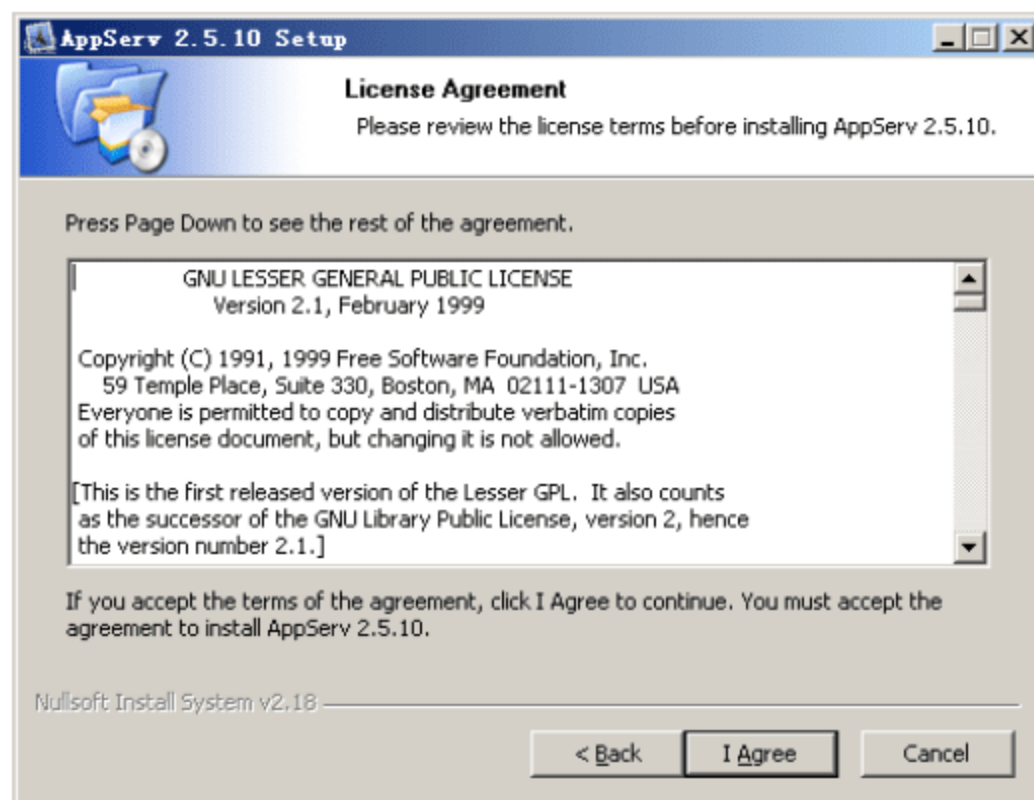 AppServ 2.5.10 Setup
License Agreement
Please review the license terms before installing AppServ 2.5.10.
Press Page Down to see the rest of the agreement.
GNU LESSER GENERAL PUBLIC LICENSE
Version 2.1, February 1999
Copyright (C) 1991, 1999 Free Software Foundation, Inc.
59 Temple Place, Suite 330, Boston, MA  02111-1307  USA
Everyone is permitted to copy and distribute verbatim copies
of this license document, but changing it is not allowed.
[This is the first released version of the Lesser GPL.  It also counts
as the successor of the GNU Library Public License, version 2, hence
the version number 2.1.]
If you accept the terms of the agreement, click I Agree to continue. You must accept the
agreement to install AppServ 2.5.10.
Nullsoft Install System v2.18
< Back
I Agree
Cancel